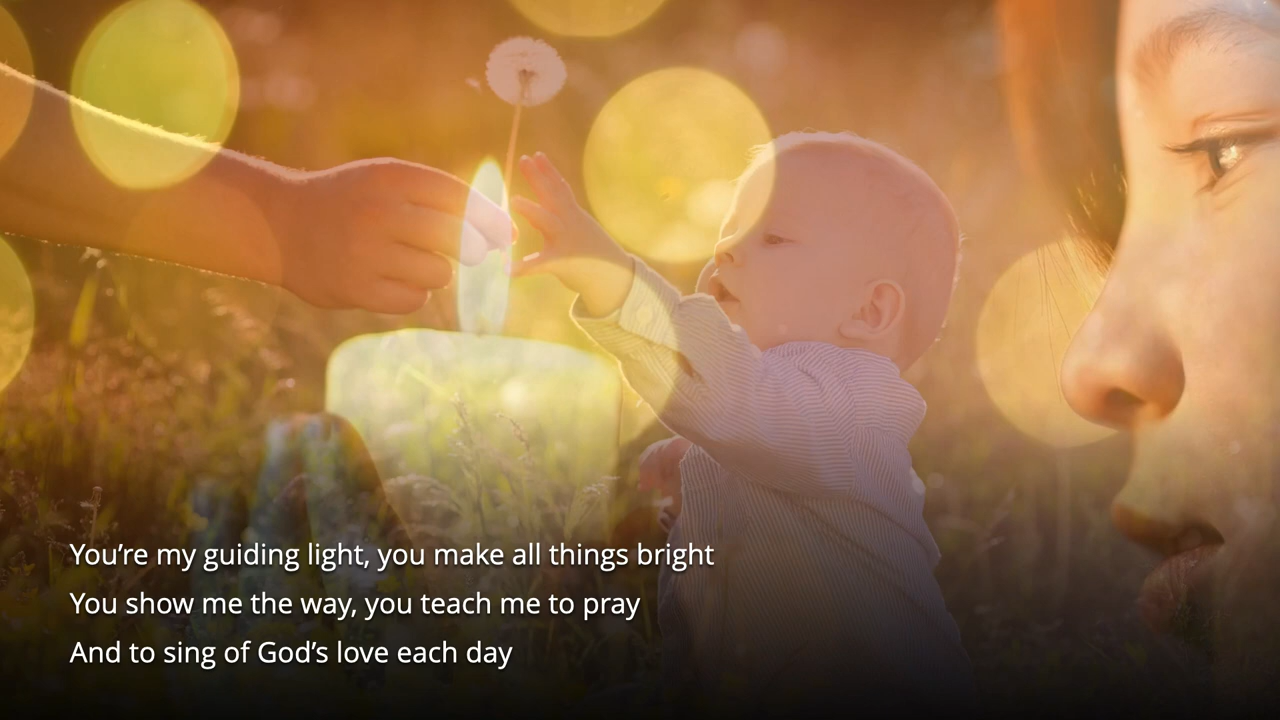 You’re my guiding light, you make all things bright
You show me the way, you teach me to pray
And to sing of God’s love each day